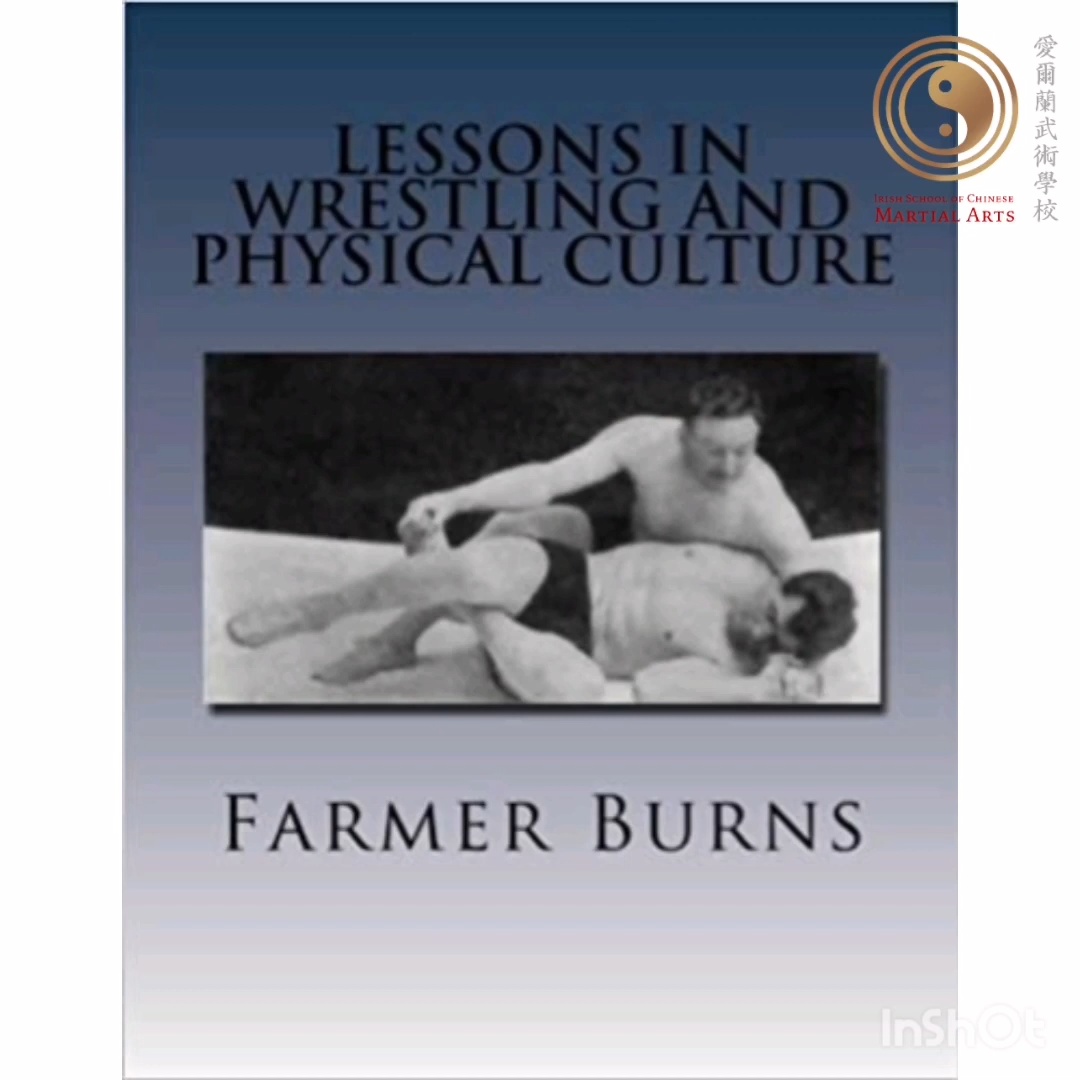 LESSONS IN
WRESTLING AND
PHYSICAL CULTURE
FARMER BURNS
IRISH SCHOOL OF CHINESE
MARTIAL ARTS
愛爾蘭武術學校
InShOt